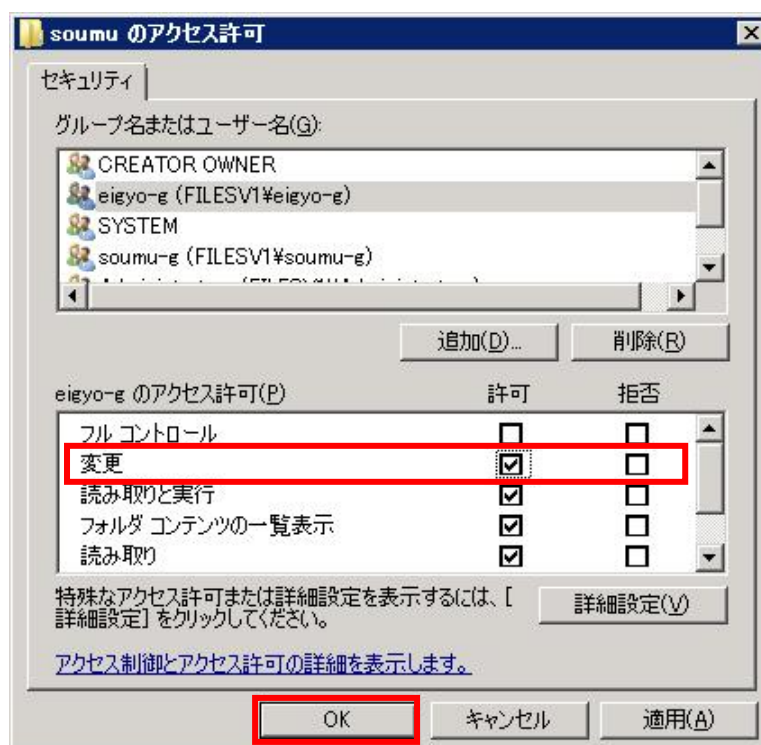 soumu のアクセス許可
セキュリティ
グループ名またはユーザー名(G):
CREATOR OWNER
eigyo-g (FILESV1¥eigyo-g)
SYSTEM
soumu-g (FILESV1¥soumu-g)
追加(D)... 削除(R)
eigyo-g のアクセス許可(P) 許可 拒否
フル コントロール
変更
読み取りと実行
フォルダ コンテンツの一覧表示
読み取り
特殊なアクセス許可または詳細設定を表示するには、[
詳細設定] をクリックしてください。
詳細設定(V)
アクセス制御とアクセス許可の詳細を表示します。
OK キャンセル 適用(A)